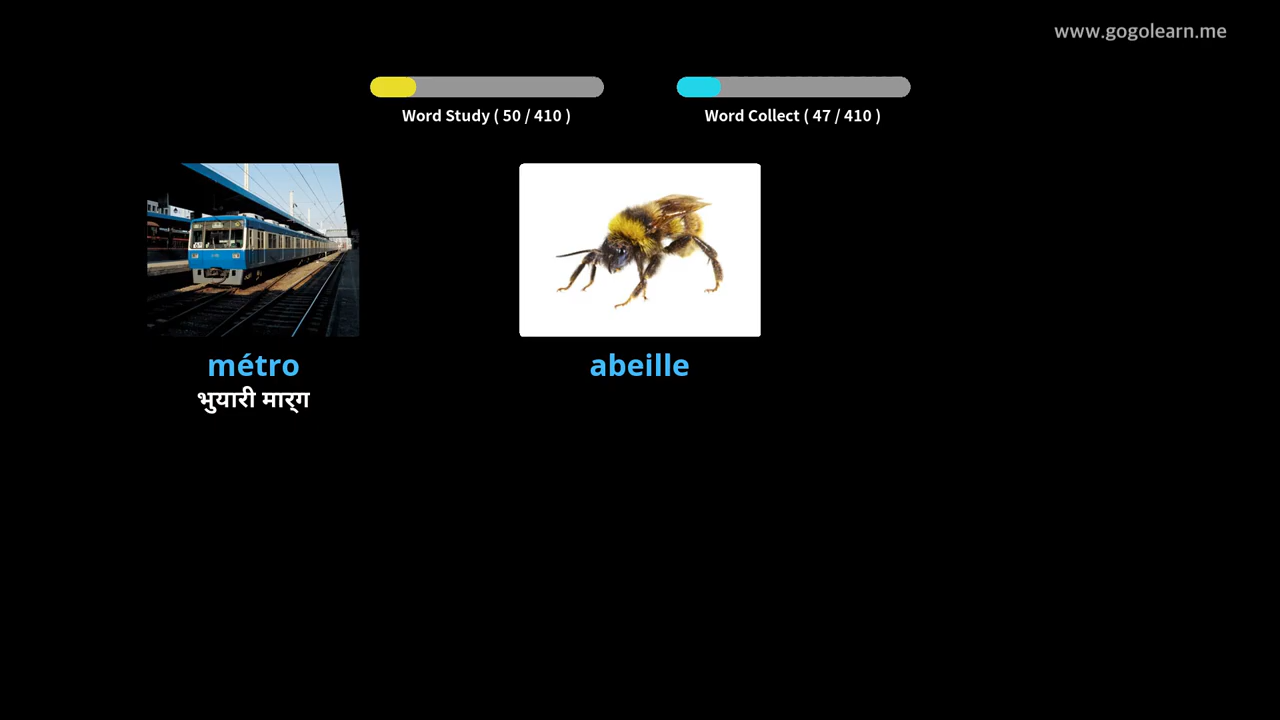 www.gogolearn.me
Word Study ( 50 / 410 )
Word Collect ( 47 / 410 )
métro
abeille
भुयारी मार्ग